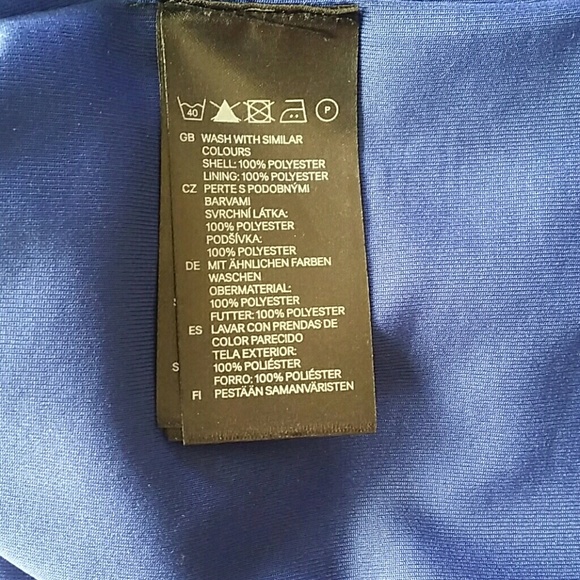 40 P
GB WASH WITH SIMILAR
COLOURS
SHELL: 100% POLYESTER
LINING: 100% POLYESTER
CZ PERTE S PODOBNÝMI
BARVAMI
SVRCHNÍ LÁTKA:
100% POLYESTER
PODŠÍVKA:
100% POLYESTER
DE MIT ÄHNLICHEN FARBEN
WASCHEN
OBERMATERIAL:
100% POLYESTER
FUTTER: 100% POLYESTER
ES LAVAR CON PRENDAS DE
COLOR PARECIDO
TELA EXTERIOR:
100% POLIÉSTER
FORRO: 100% POLIÉSTER
FI PESTÄÄN SAMANVÄRISTEN